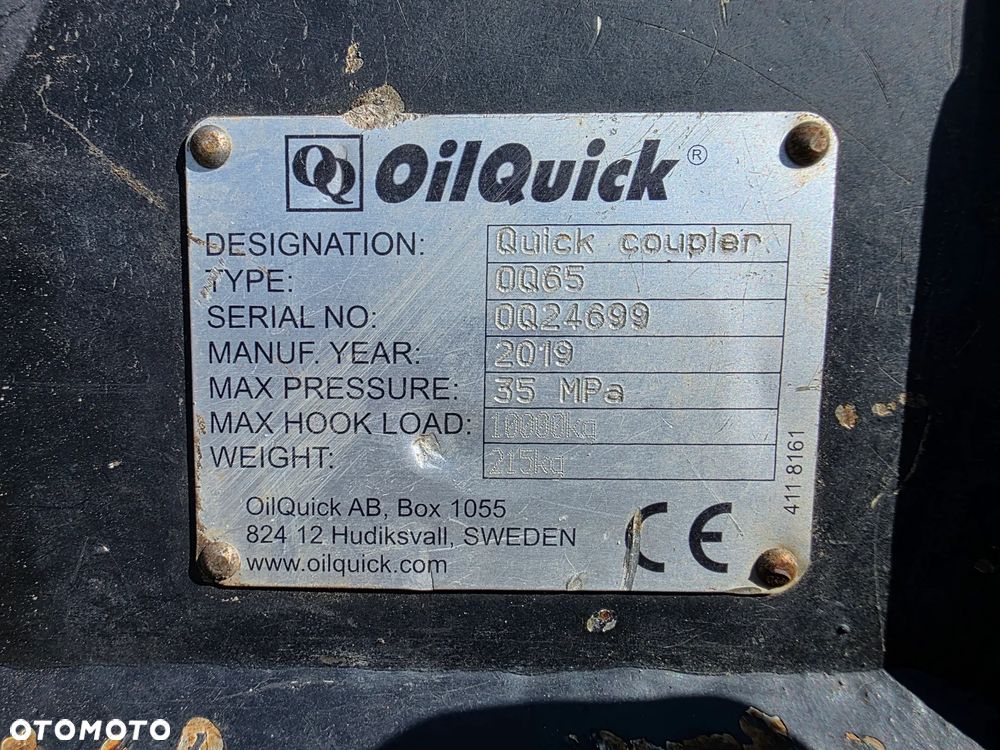 QQ OilQuick ®
DESIGNATION: Quick coupler
TYPE: OQ65
SERIAL NO: OQ24699
MANUF. YEAR: 2019
MAX PRESSURE: 35 MPa
MAX HOOK LOAD: 10000kg
WEIGHT: 215kg
OilQuick AB, Box 1055
824 12 Hudiksvall, SWEDEN
www.oilquick.com
CE
411 8161
OTOMOTO